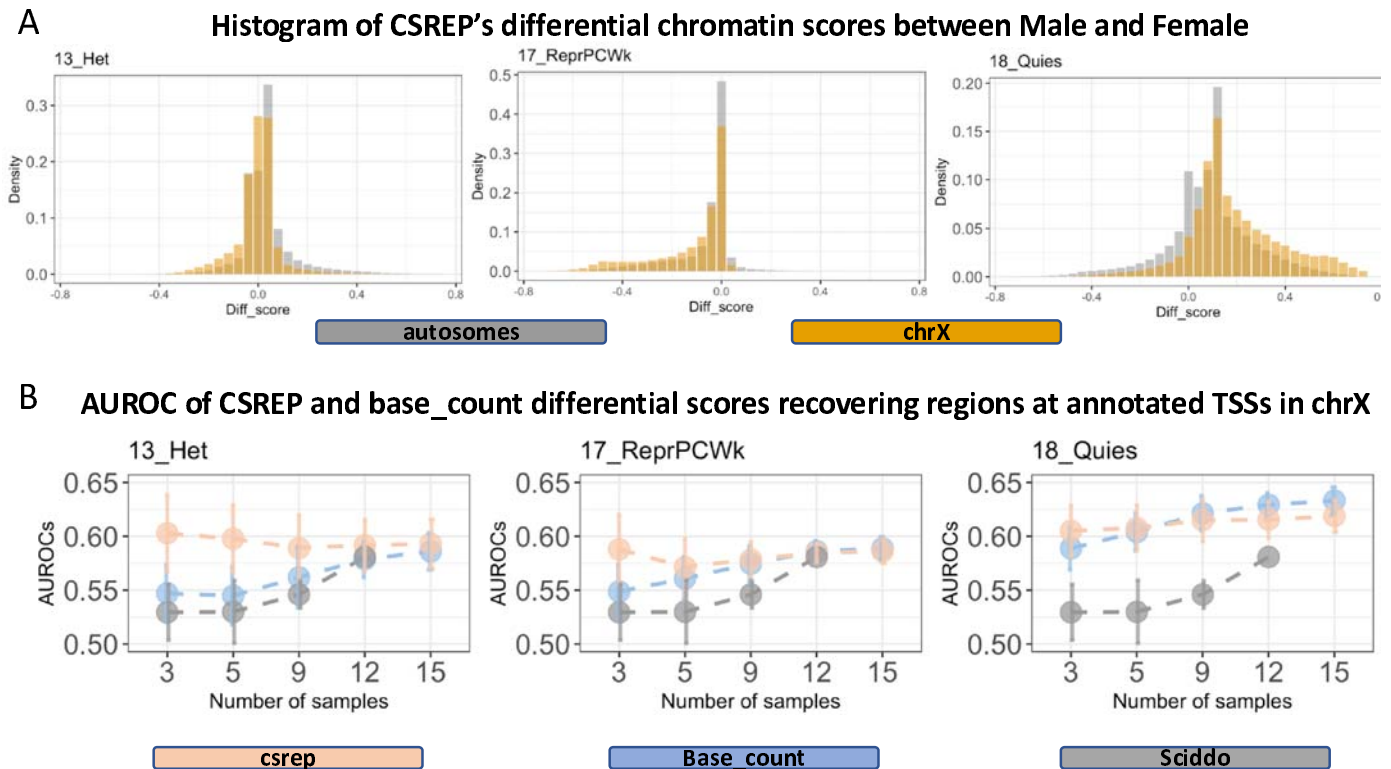 A
Histogram of CSREP's differential chromatin scores between Male and Female
13_Het
17_ReprPCWk
18_Quies
Density
0.3
0.2
0.1
0.0
-0.8
-0.4
0.0
0.4
0.8
Diff_score
Density
0.5
0.4
0.3
0.2
0.1
0.0
-0.8
-0.4
0.0
0.4
0.8
Diff_score
Density
0.20
0.15
0.10
0.05
0.00
-0.8
-0.4
0.0
0.4
Diff_score
autosomes
chrX
B
AUROC of CSREP and base_count differential scores recovering regions at annotated TSSs in chrX
13_Het
17_ReprPCWk
18_Quies
AUROCs
0.65
0.60
0.55
0.50
3
5
9
12
15
Number of samples
AUROCs
0.65
0.60
0.55
0.50
3
5
9
12
15
Number of samples
AUROCs
0.65
0.60
0.55
0.50
3
5
9
12
15
Number of samples
csrep
Base_count
Sciddo